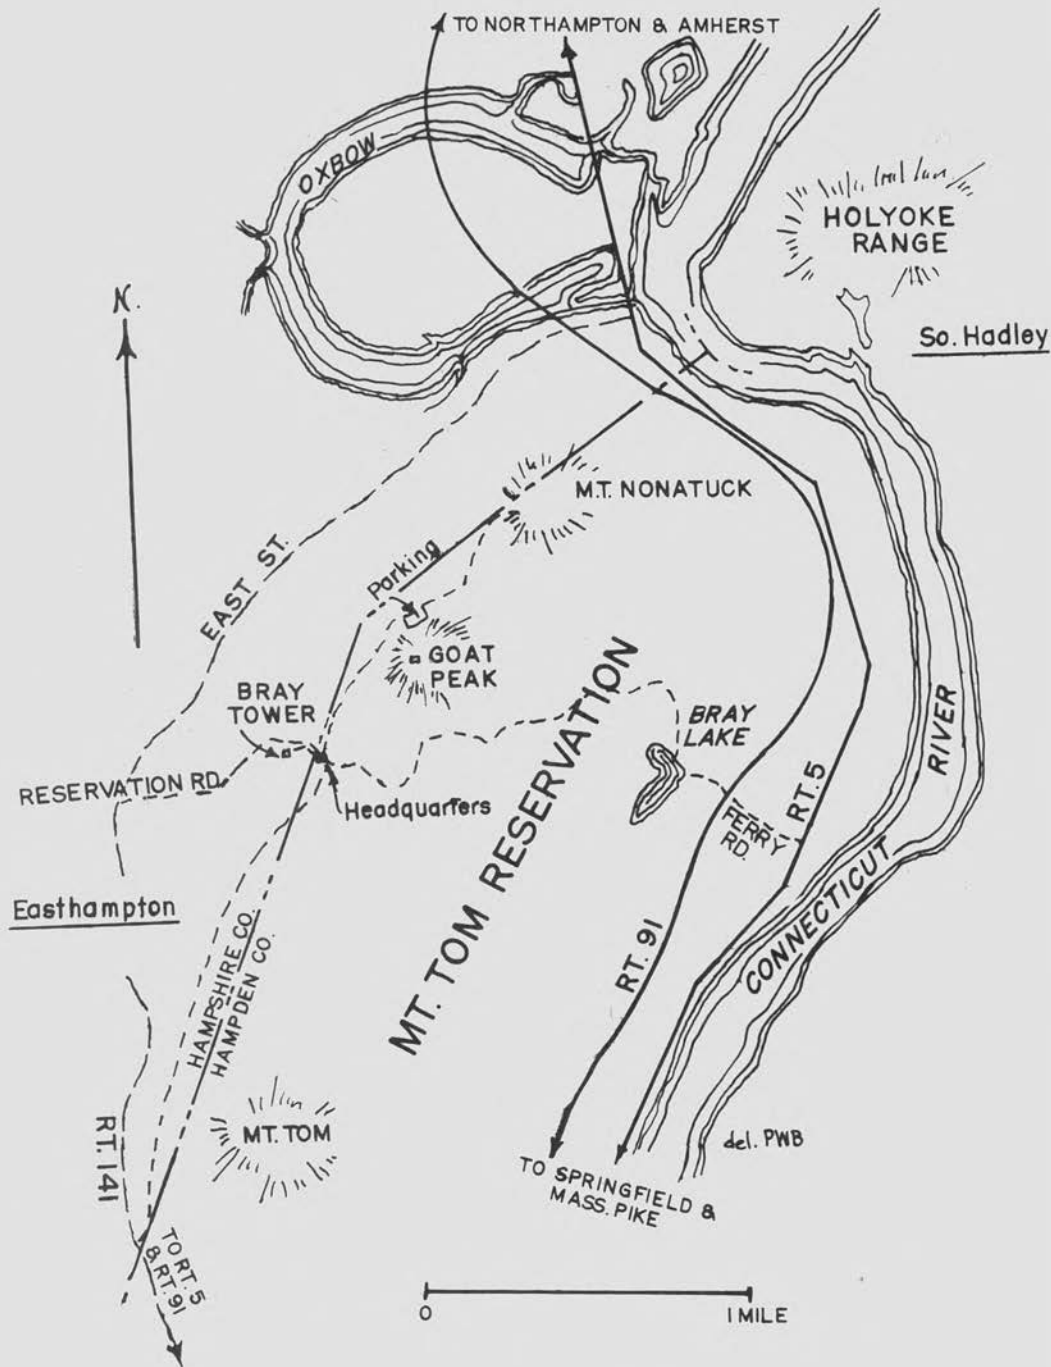 TO NORTHAMPTON & AMHERST
OXBOW
HOLYOKE
RANGE
N.
So. Hadley
M.T. NONATUCK
EAST ST.
Parking
GOAT
PEAK
BRAY
TOWER
BRAY
LAKE
RESERVATION RD.
Headquarters
MT. TOM RESERVATION
FERRY
RD.
RT. 5
RIVER
CONNECTICUT
Easthampton
HAMPSHIRE CO.
HAMPDEN CO.
RT. 91
RT. 141
MT. TOM
del. PWB
TO SPRINGFIELD &
MASS. PIKE
TO RT. 5
& RT. 91
0
1 MILE